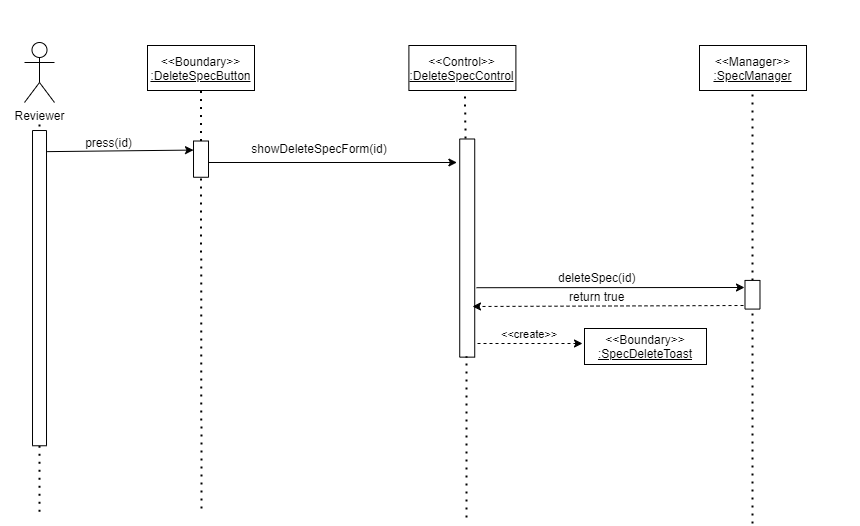 <<Boundary>>
:DeleteSpecButton
<<Control>>
:DeleteSpecControl
<<Manager>>
:SpecManager
Reviewer
press(id)
showDeleteSpecForm(id)
deleteSpec(id)
return true
<<create>>
<<Boundary>>
:SpecDeleteToast